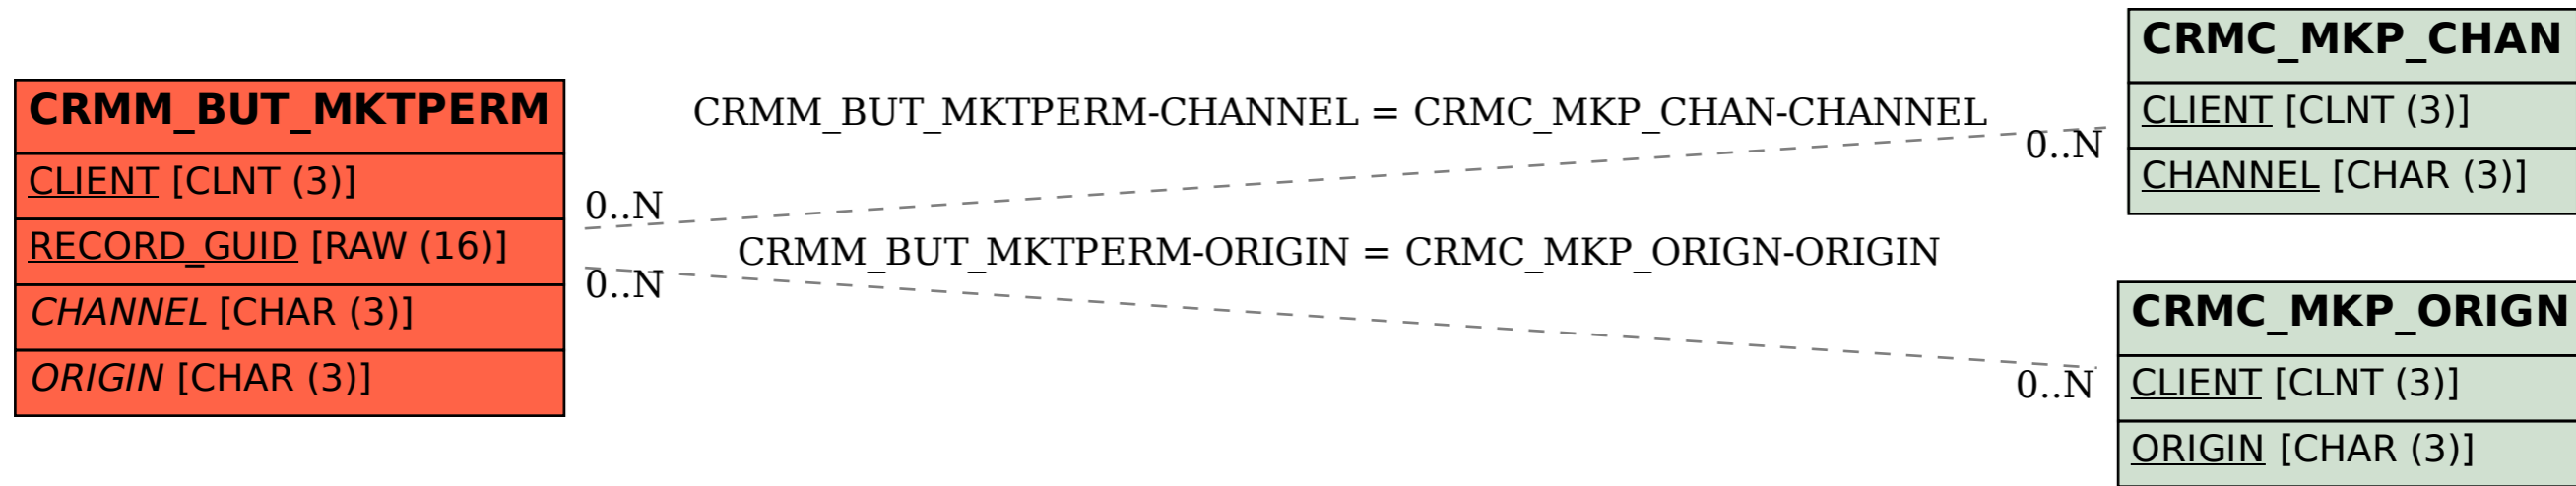 CRMM_BUT_MKTPERM
CLIENT [CLNT (3)]
RECORD_GUID [RAW (16)]
CHANNEL [CHAR (3)]
ORIGIN [CHAR (3)]
CRMM_BUT_MKTPERM-CHANNEL = CRMC_MKP_CHAN-CHANNEL
0..N
0..N
CRMM_BUT_MKTPERM-ORIGIN = CRMC_MKP_ORIGN-ORIGIN
0..N
0..N
CRMC_MKP_CHAN
CLIENT [CLNT (3)]
CHANNEL [CHAR (3)]
CRMC_MKP_ORIGN
CLIENT [CLNT (3)]
ORIGIN [CHAR (3)]